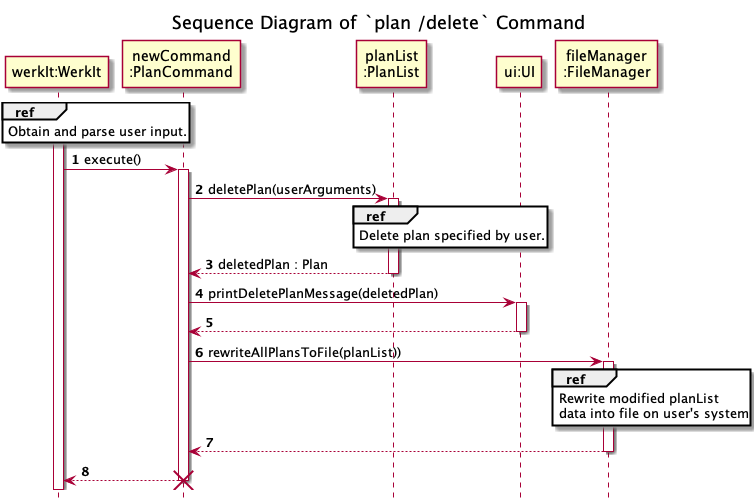 Sequence Diagram of `plan /delete` Command
werkIt:WerkIt
newCommand
:PlanCommand
planList
:PlanList
ui:UI
fileManager
:FileManager
ref
Obtain and parse user input.
1 execute()
2 deletePlan(userArguments)
ref
Delete plan specified by user.
3 deletedPlan : Plan
4 printDeletePlanMessage(deletedPlan)
5
6 rewriteAllPlansToFile(planList))
ref
Rewrite modified planList
data into file on user's system
7
8